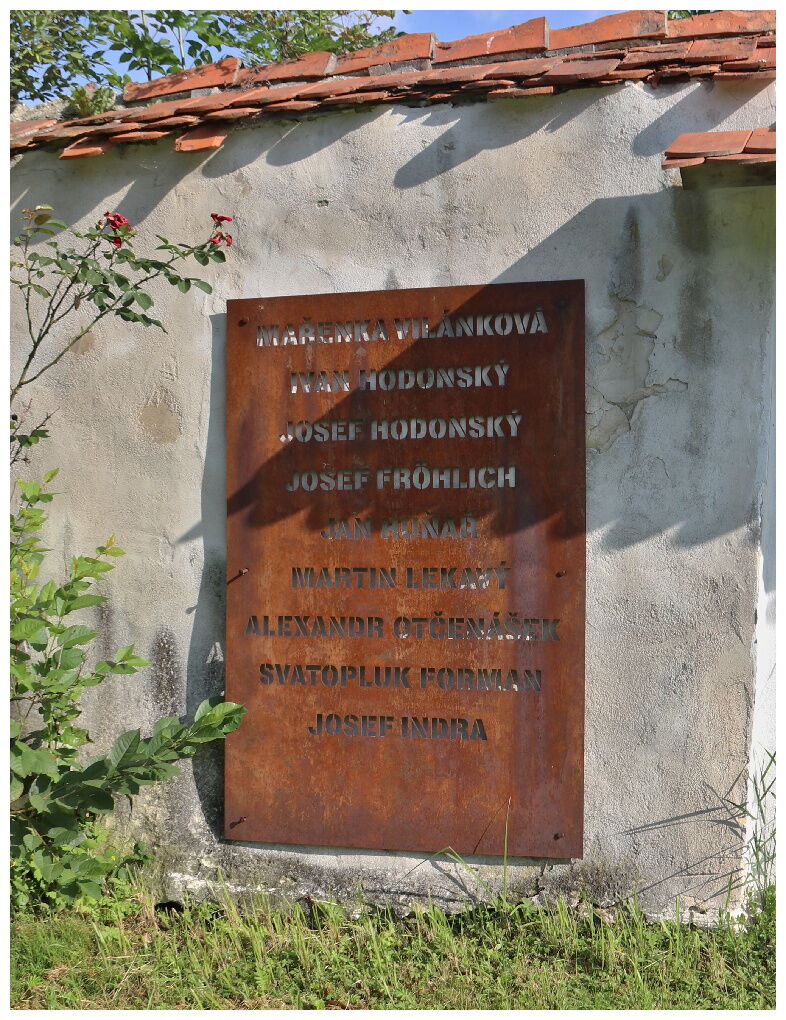 MAŘENKA VILÁNKOVÁ
IVAN HODONSKÝ
JOSEF HODONSKÝ
JOSEF FRÖHLICH
JAN HUŇAŘ
MARTIN LEKAVÝ
ALEXANDR OTČENÁŠEK
SVATOPLUK FORMAN
JOSEF INDRA